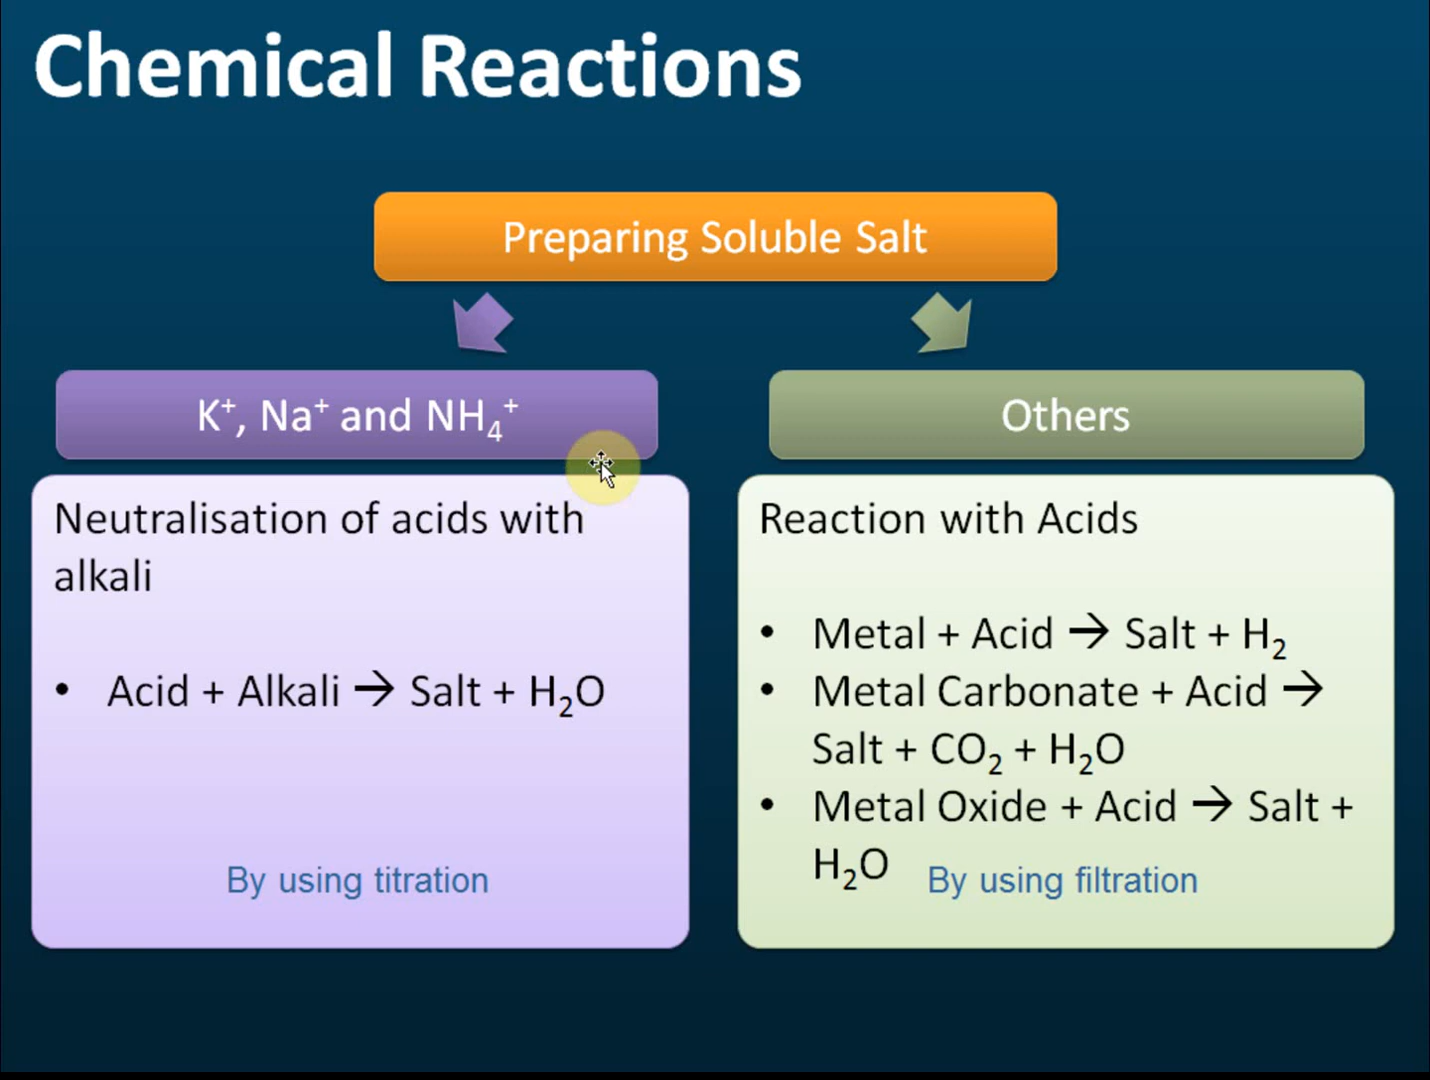 Chemical Reactions
Preparing Soluble Salt
K⁺, Na⁺ and NH₄⁺
Neutralisation of acids with
alkali
• Acid + Alkali → Salt + H₂O
By using titration
Others
Reaction with Acids
• Metal + Acid → Salt + H₂
• Metal Carbonate + Acid →
Salt + CO₂ + H₂O
• Metal Oxide + Acid → Salt +
H₂O
By using filtration